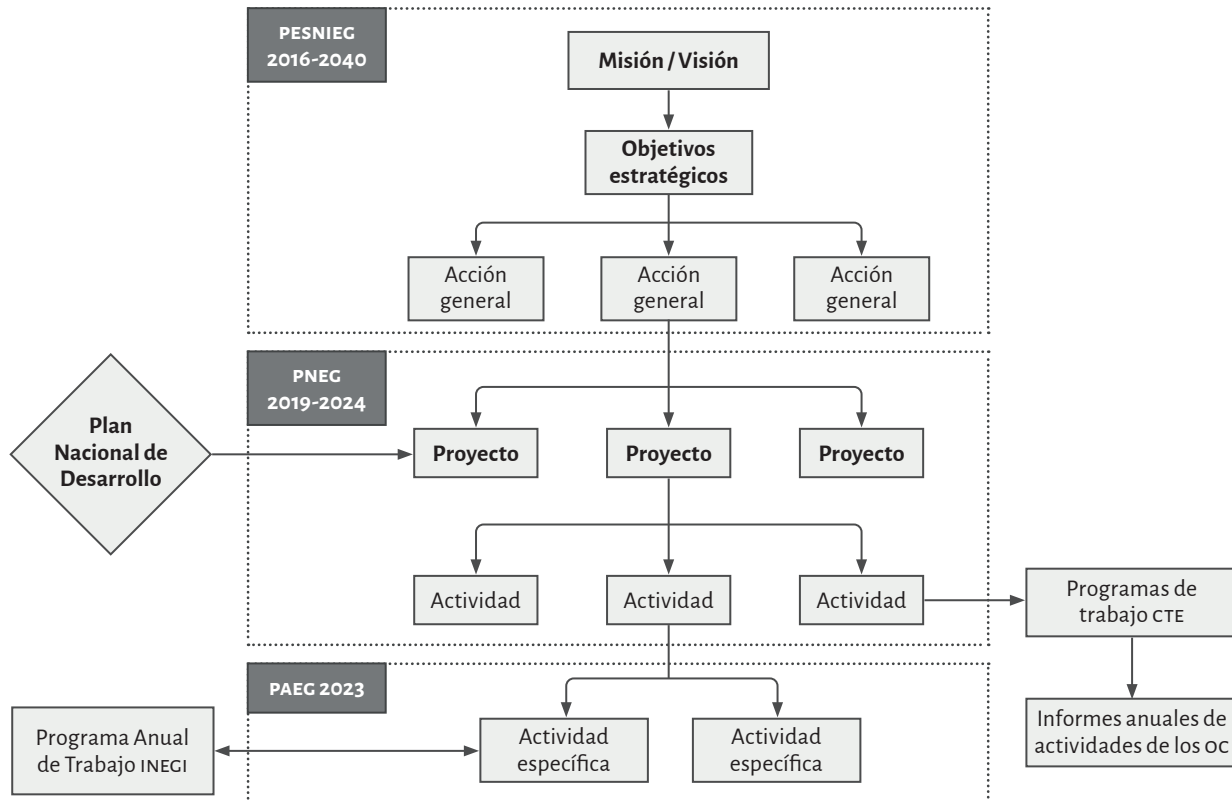 PESNIEG
2016-2040
Misión / Visión
Objetivos
estratégicos
Acción
general
Acción
general
Acción
general
PNEG
2019-2024
Plan
Nacional de
Desarrollo
Proyecto
Proyecto
Proyecto
Actividad
Actividad
Actividad
Programas de
trabajo CTE
PAEG 2023
Programa Anual
de Trabajo INEGI
Actividad
específica
Actividad
específica
Informes anuales de
actividades de los OC